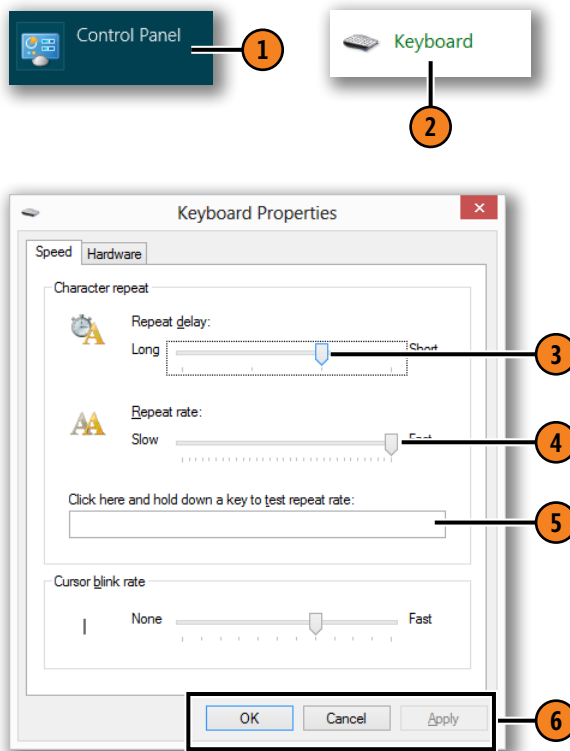 Control Panel
1
Keyboard
2
Keyboard Properties
Speed Hardware
Character repeat
Repeat delay:
Long Short
3
Repeat rate:
Slow Fast
4
Click here and hold down a key to test repeat rate:
5
Cursor blink rate
None Fast
OK Cancel Apply
6